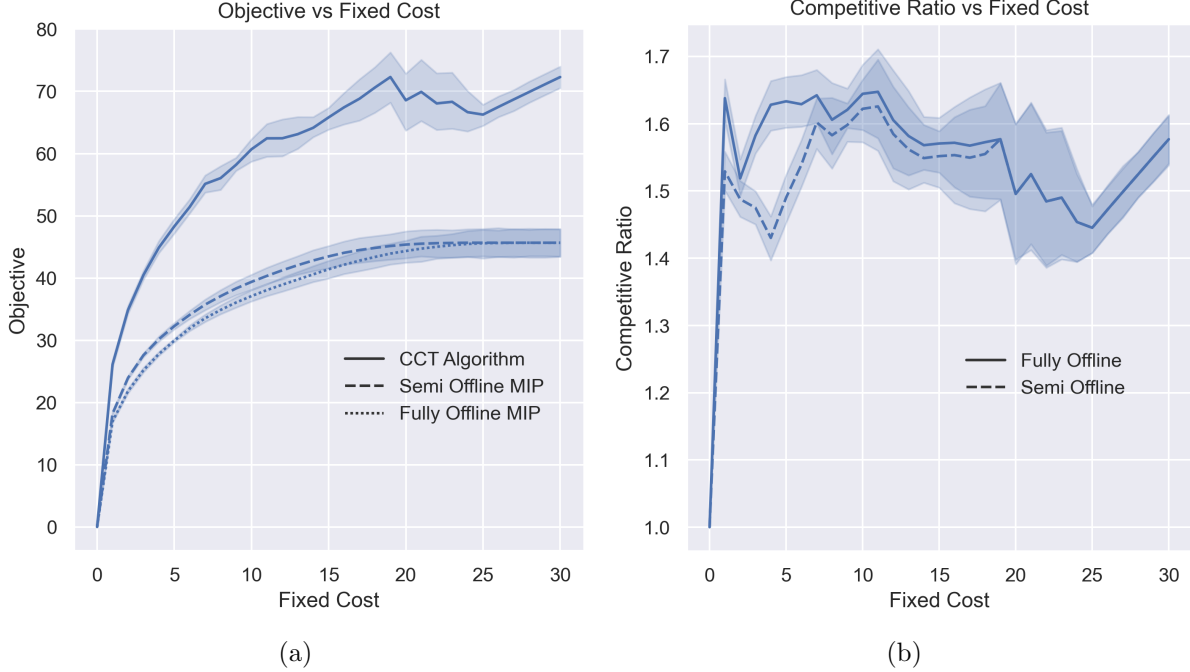 Objective vs Fixed Cost
80
70
60
50
40
30
20
10
0
Objective
CCT Algorithm
Semi Offline MIP
Fully Offline MIP
0 5 10 15 20 25 30
Fixed Cost
(a)
Competitive Ratio vs Fixed Cost
1.7
1.6
1.5
1.4
1.3
1.2
1.1
1.0
Competitive Ratio
Fully Offline
Semi Offline
0 5 10 15 20 25 30
Fixed Cost
(b)